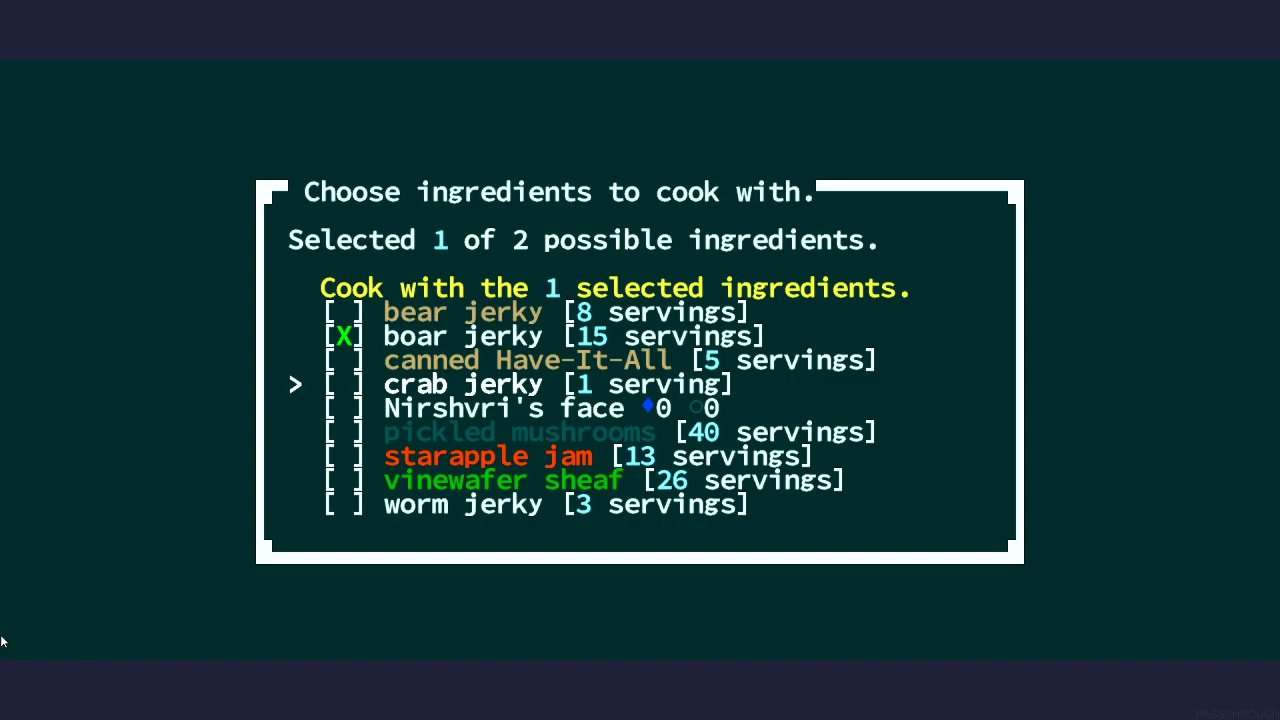 Choose ingredients to cook with.
Selected 1 of 2 possible ingredients.
Cook with the 1 selected ingredients.
[ ] bear jerky [8 servings]
[X] boar jerky [15 servings]
[ ] canned Have-It-All [5 servings]
> [ ] crab jerky [1 serving]
[ ] Nirshvri's face ♦0 ○0
[ ] pickled mushrooms [40 servings]
[ ] starapple jam [13 servings]
[ ] vinewafer sheaf [26 servings]
[ ] worm jerky [3 servings]